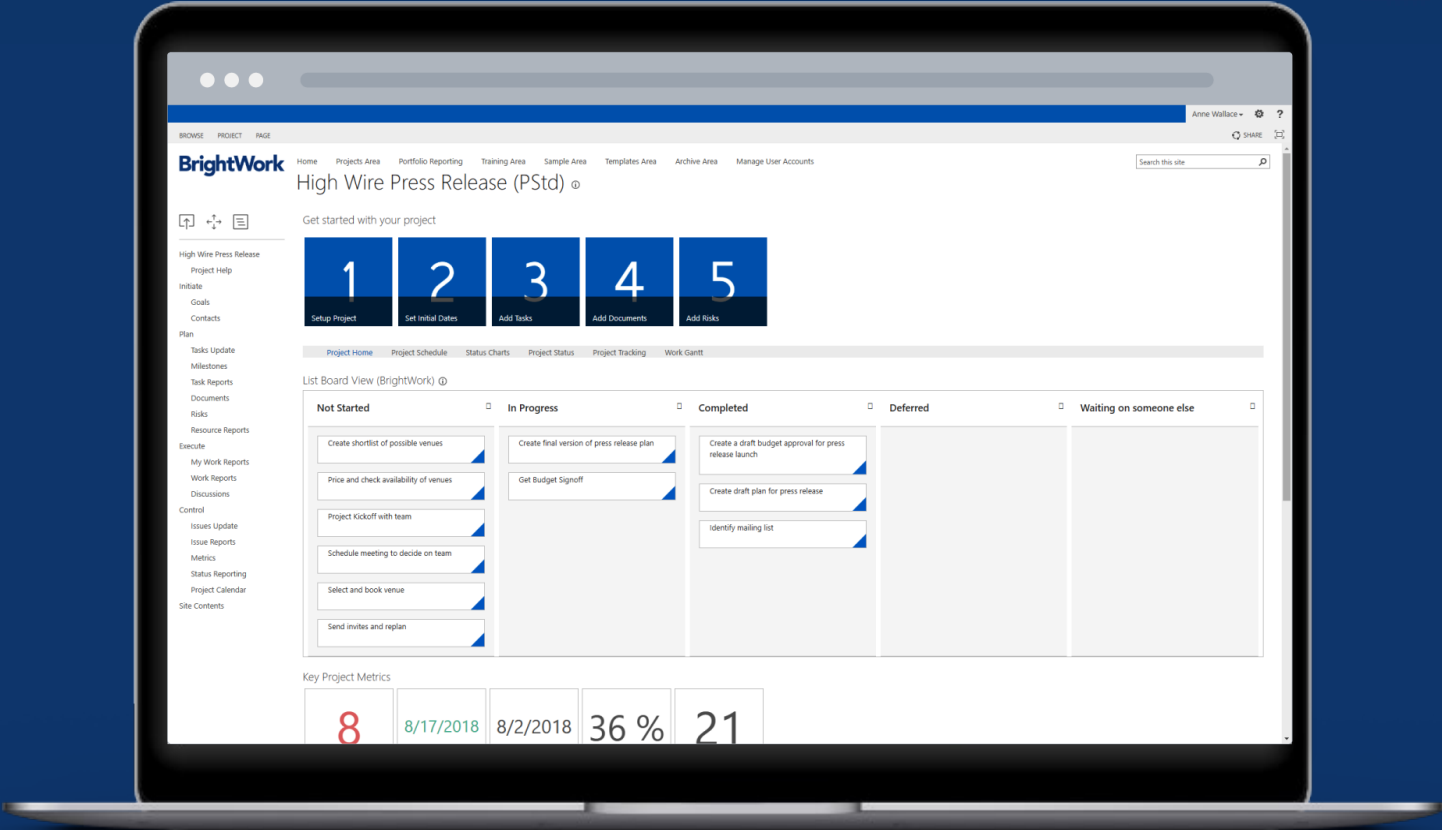 Anne Wallace ?
BROWSE PROJECT PAGE
SHARE
BrightWork
Home Projects Area Portfolio Reporting Training Area Sample Area Templates Area Archive Area Manage User Accounts
Search this site
High Wire Press Release (PStd)
Get started with your project
1 2 3 4 5
Setup Project Set Initial Dates Add Tasks Add Documents Add Risks
High Wire Press Release
Project Help
Initiate
Goals
Contacts
Plan
Tasks Update
Milestones
Task Reports
Documents
Risks
Resource Reports
Execute
My Work Reports
Work Reports
Discussions
Control
Issues Update
Issue Reports
Metrics
Status Reporting
Project Calendar
Site Contents
Project Home Project Schedule Status Charts Project Status Project Tracking Work Gantt
List Board View (BrightWork)
Not Started
Create shortlist of possible venues
Price and check availability of venues
Project Kickoff with team
Schedule meeting to decide on team
Select and book venue
Send invites and replan
In Progress
Create final version of press release plan
Get Budget Signoff
Completed
Create a draft budget approval for press
release launch
Create draft plan for press release
Identify mailing list
Deferred
Waiting on someone else
Key Project Metrics
8 8/17/2018 8/2/2018 36 % 21